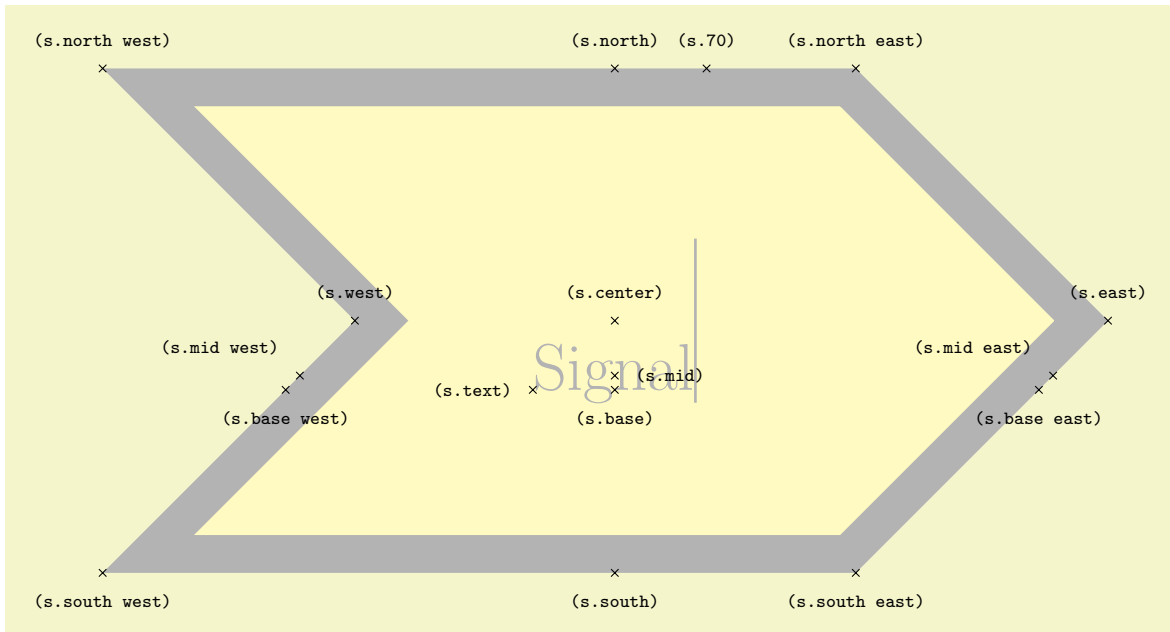 (s.north west) (s.north) (s.70) (s.north east)
(s.west) (s.center) (s.east)
(s.mid west) (s.mid east)
Signal
(s.mid)
(s.text)
(s.base west) (s.base) (s.base east)
(s.south west) (s.south) (s.south east)